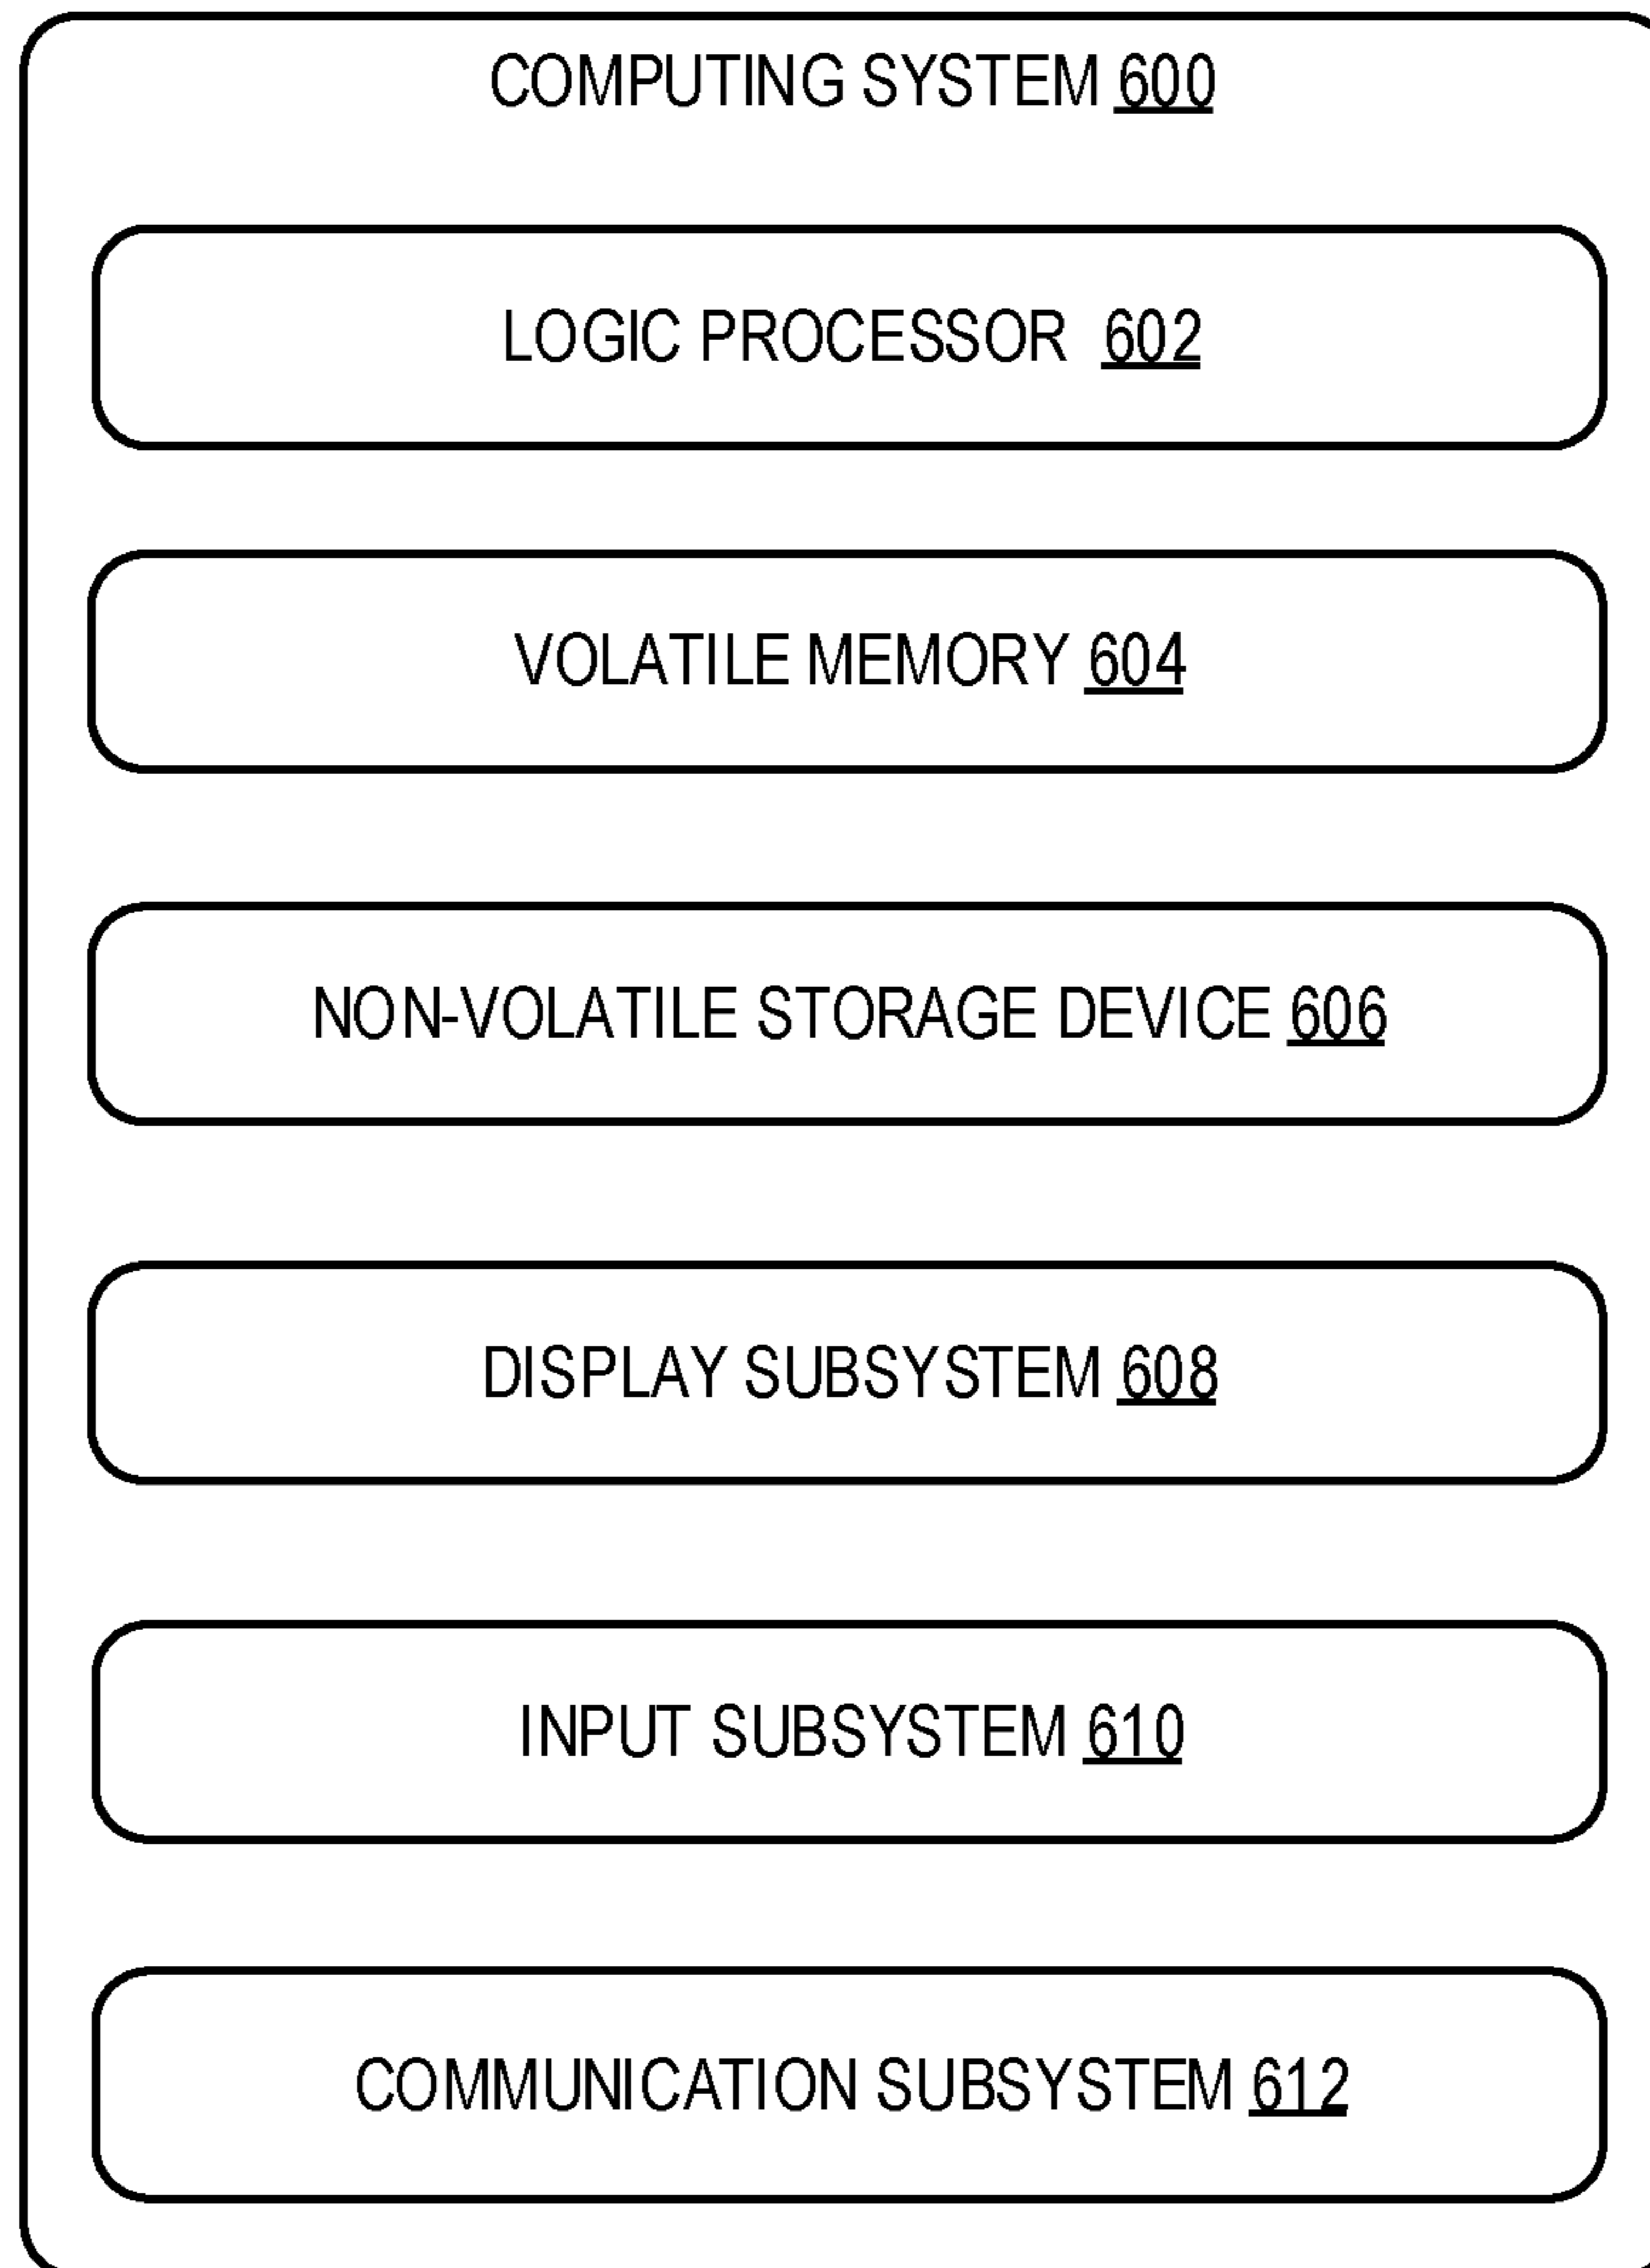 COMPUTING SYSTEM 600
LOGIC PROCESSOR 602
VOLATILE MEMORY 604
NON-VOLATILE STORAGE DEVICE 606
DISPLAY SUBSYSTEM 608
INPUT SUBSYSTEM 610
COMMUNICATION SUBSYSTEM 612